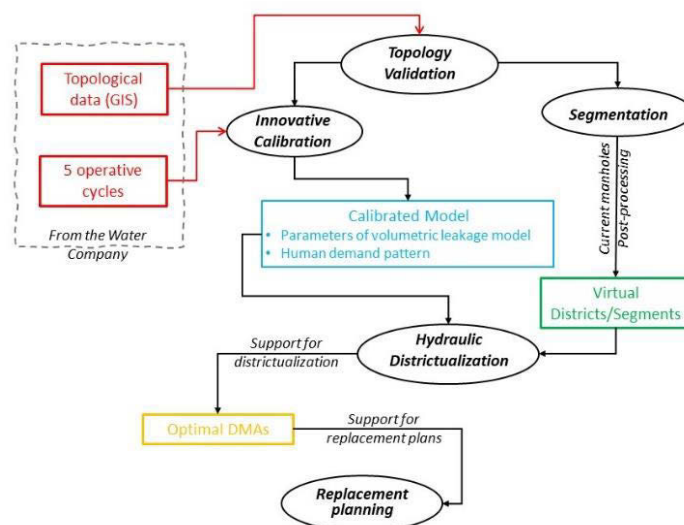 Topology
Validation
Topological
data (GIS)
Innovative
Calibration
Segmentation
5 operative
cycles
From the Water
Company
Current manholes
Post-processing
Calibrated Model
• Parameters of volumetric leakage model
• Human demand pattern
Virtual
Districts/Segments
Hydraulic
Districtualization
Support for
districtualization
Optimal DMAs
Support for
replacement plans
Replacement
planning